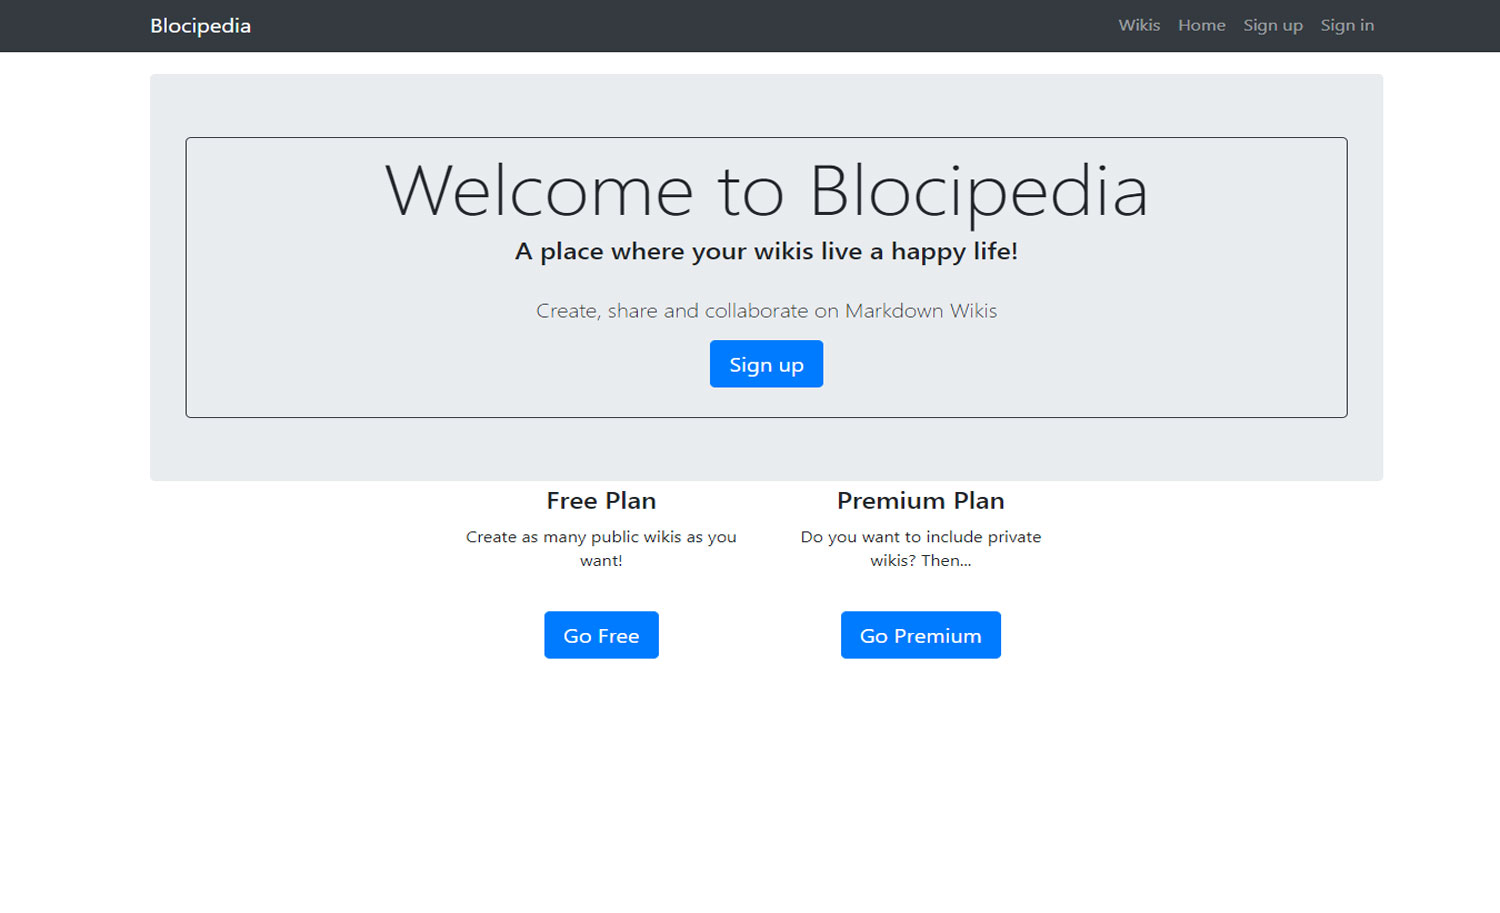 Blocipedia
Wikis Home Sign up Sign in
Welcome to Blocipedia
A place where your wikis live a happy life!
Create, share and collaborate on Markdown Wikis
Sign up
Free Plan
Create as many public wikis as you
want!
Go Free
Premium Plan
Do you want to include private
wikis? Then...
Go Premium